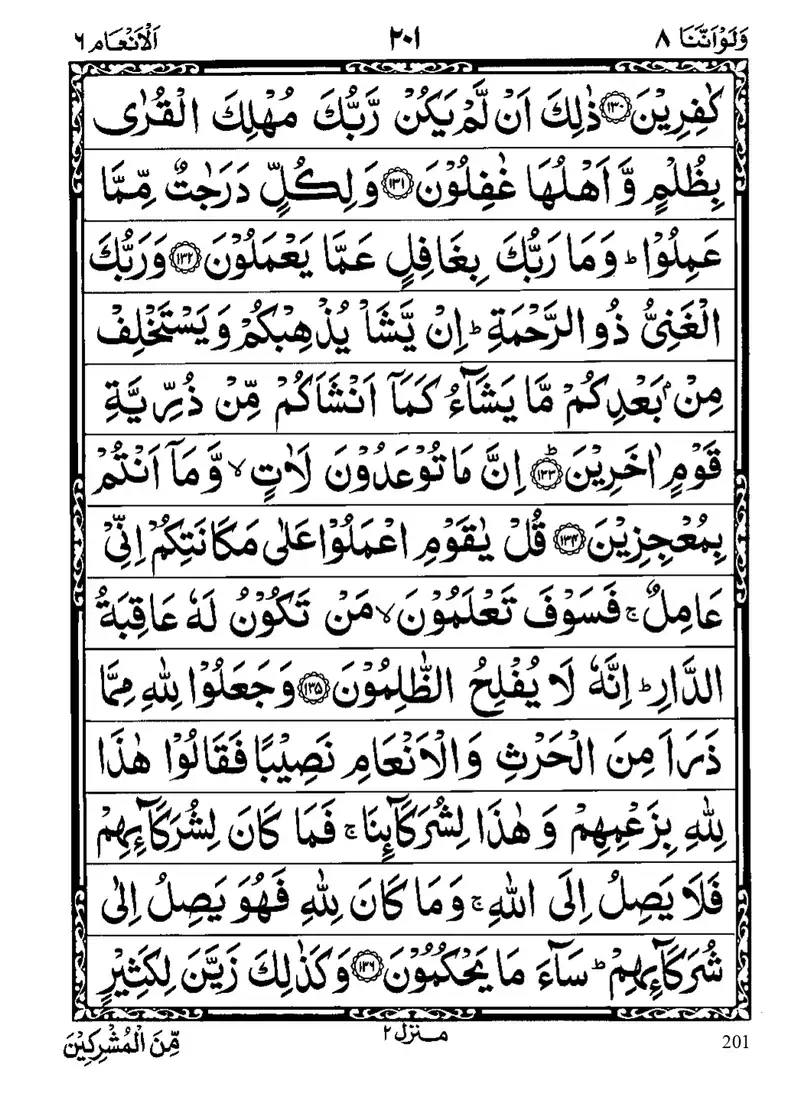 وَلَوْ اَنَّنَا ٨
٢٠١
اَلْاَنْعَام ٦
كٰفِرِيْنَ ۝١٣٠ ذٰلِكَ اَنْ لَّمْ يَكُنْ رَّبُّكَ مُهْلِكَ الْقُرٰى
بِظُلْمٍ وَّ اَهْلُهَا غٰفِلُوْنَ ۝١٣١ وَ لِكُلٍّ دَرَجٰتٌ مِّمَّا
عَمِلُوْا ؕ وَ مَا رَبُّكَ بِغَافِلٍ عَمَّا يَعْمَلُوْنَ ۝١٣٢ وَ رَبُّكَ
الْغَنِىُّ ذُو الرَّحْمَةِ ؕ اِنْ يَّشَاْ يُذْهِبْكُمْ وَ يَسْتَخْلِفْ
مِنْۢ بَعْدِكُمْ مَّا يَشَآءُ كَمَاۤ اَنْشَاَكُمْ مِّنْ ذُرِّيَّةِ
قَوْمٍ اٰخَرِيْنَ ؕ۝١٣٣ اِنَّ مَا تُوْعَدُوْنَ لَاٰتٍ ۙ وَّ مَاۤ اَنْتُمْ
بِمُعْجِزِيْنَ ۝١٣٤ قُلْ يٰقَوْمِ اعْمَلُوْا عَلٰى مَكَانَتِكُمْ اِنِّىْ
عَامِلٌ ۚ فَسَوْفَ تَعْلَمُوْنَ ۙ مَنْ تَكُوْنُ لَهٗ عَاقِبَةُ
الدَّارِ ؕ اِنَّهٗ لَا يُفْلِحُ الظّٰلِمُوْنَ ۝١٣٥ وَ جَعَلُوْا لِلّٰهِ مِمَّا
ذَرَاَ مِنَ الْحَرْثِ وَ الْاَنْعَامِ نَصِيْبًا فَقَالُوْا هٰذَا
لِلّٰهِ بِزَعْمِهِمْ وَ هٰذَا لِشُرَكَآئِنَا ۚ فَمَا كَانَ لِشُرَكَآئِهِمْ
فَلَا يَصِلُ اِلَى اللّٰهِ ۚ وَ مَا كَانَ لِلّٰهِ فَهُوَ يَصِلُ اِلٰى
شُرَكَآئِهِمْ ؕ سَآءَ مَا يَحْكُمُوْنَ ۝١٣٦ وَ كَذٰلِكَ زَيَّنَ لِكَثِيْرٍ
مِّنَ الْمُشْرِكِيْنَ
منزل ٢
201